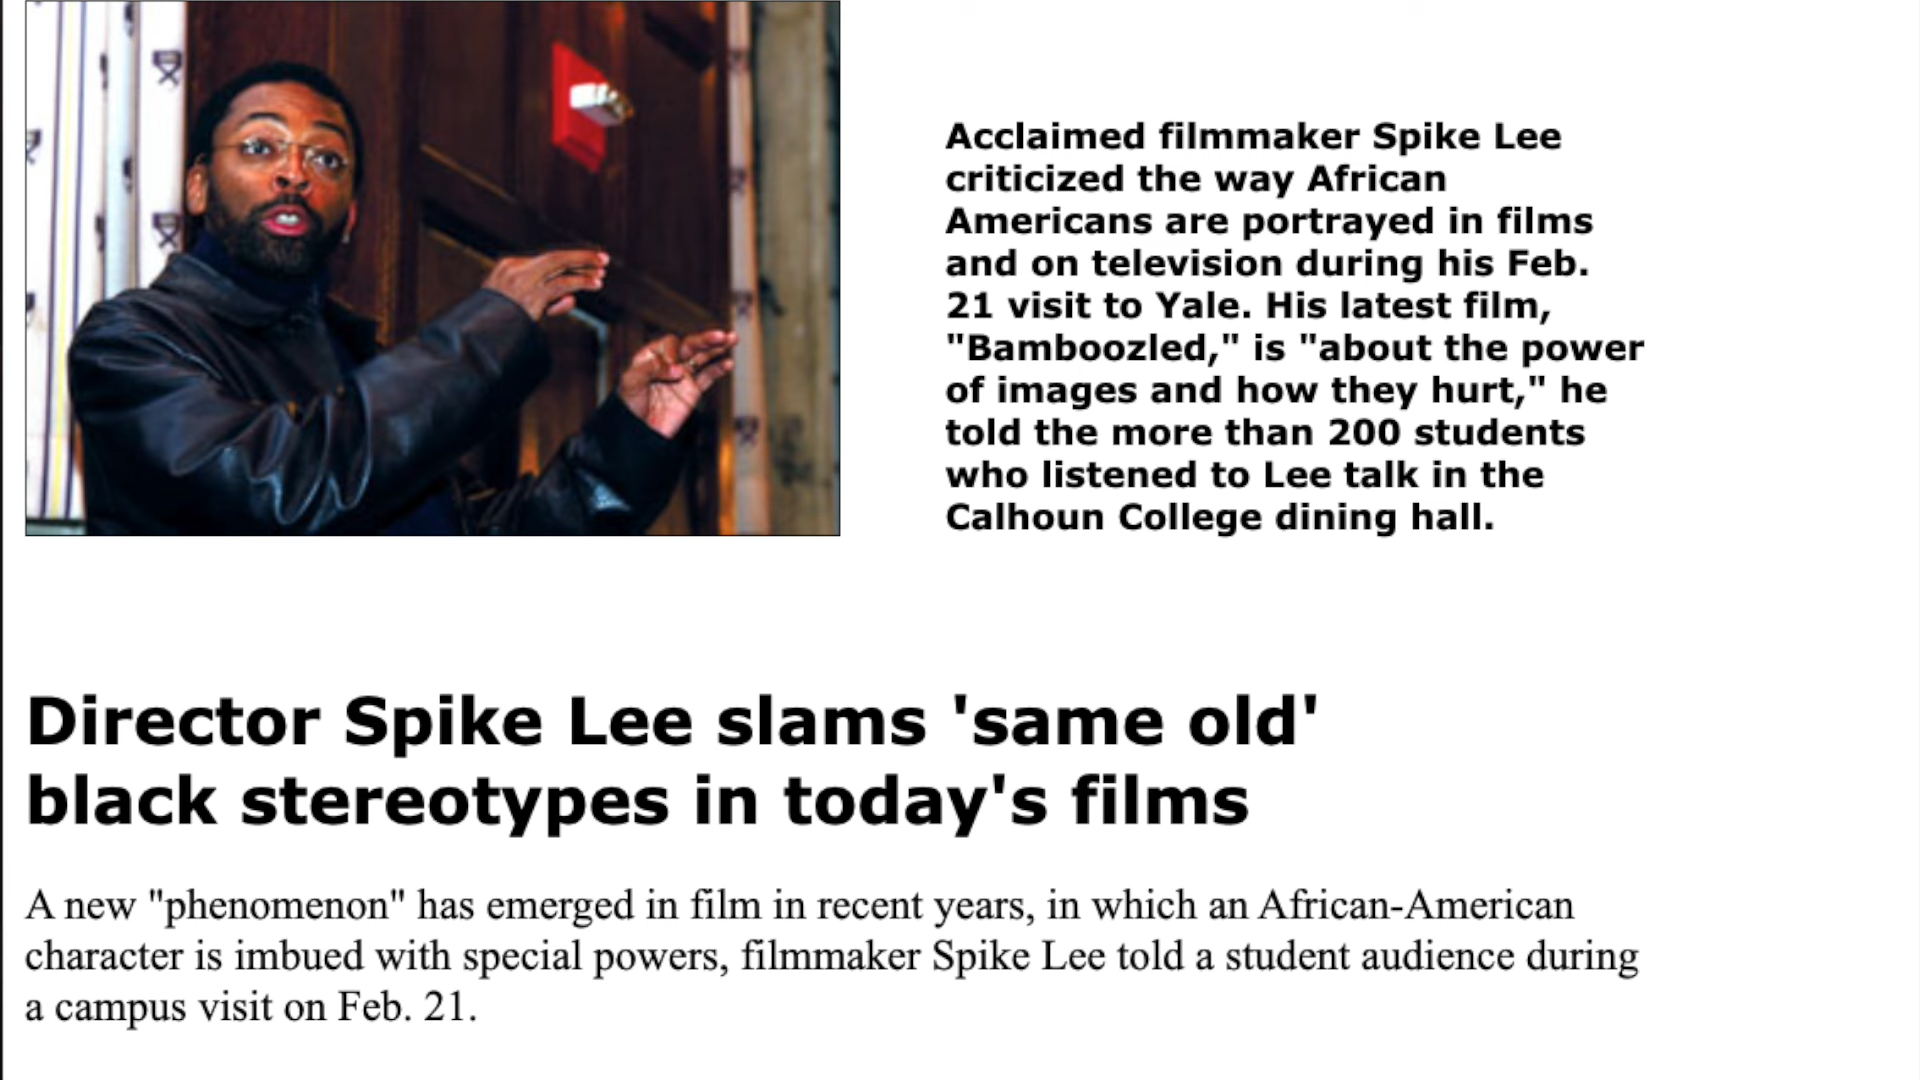 Acclaimed filmmaker Spike Lee
criticized the way African
Americans are portrayed in films
and on television during his Feb.
21 visit to Yale. His latest film,
"Bamboozled," is "about the power
of images and how they hurt," he
told the more than 200 students
who listened to Lee talk in the
Calhoun College dining hall.
Director Spike Lee slams 'same old'
black stereotypes in today's films
A new "phenomenon" has emerged in film in recent years, in which an African-American
character is imbued with special powers, filmmaker Spike Lee told a student audience during
a campus visit on Feb. 21.